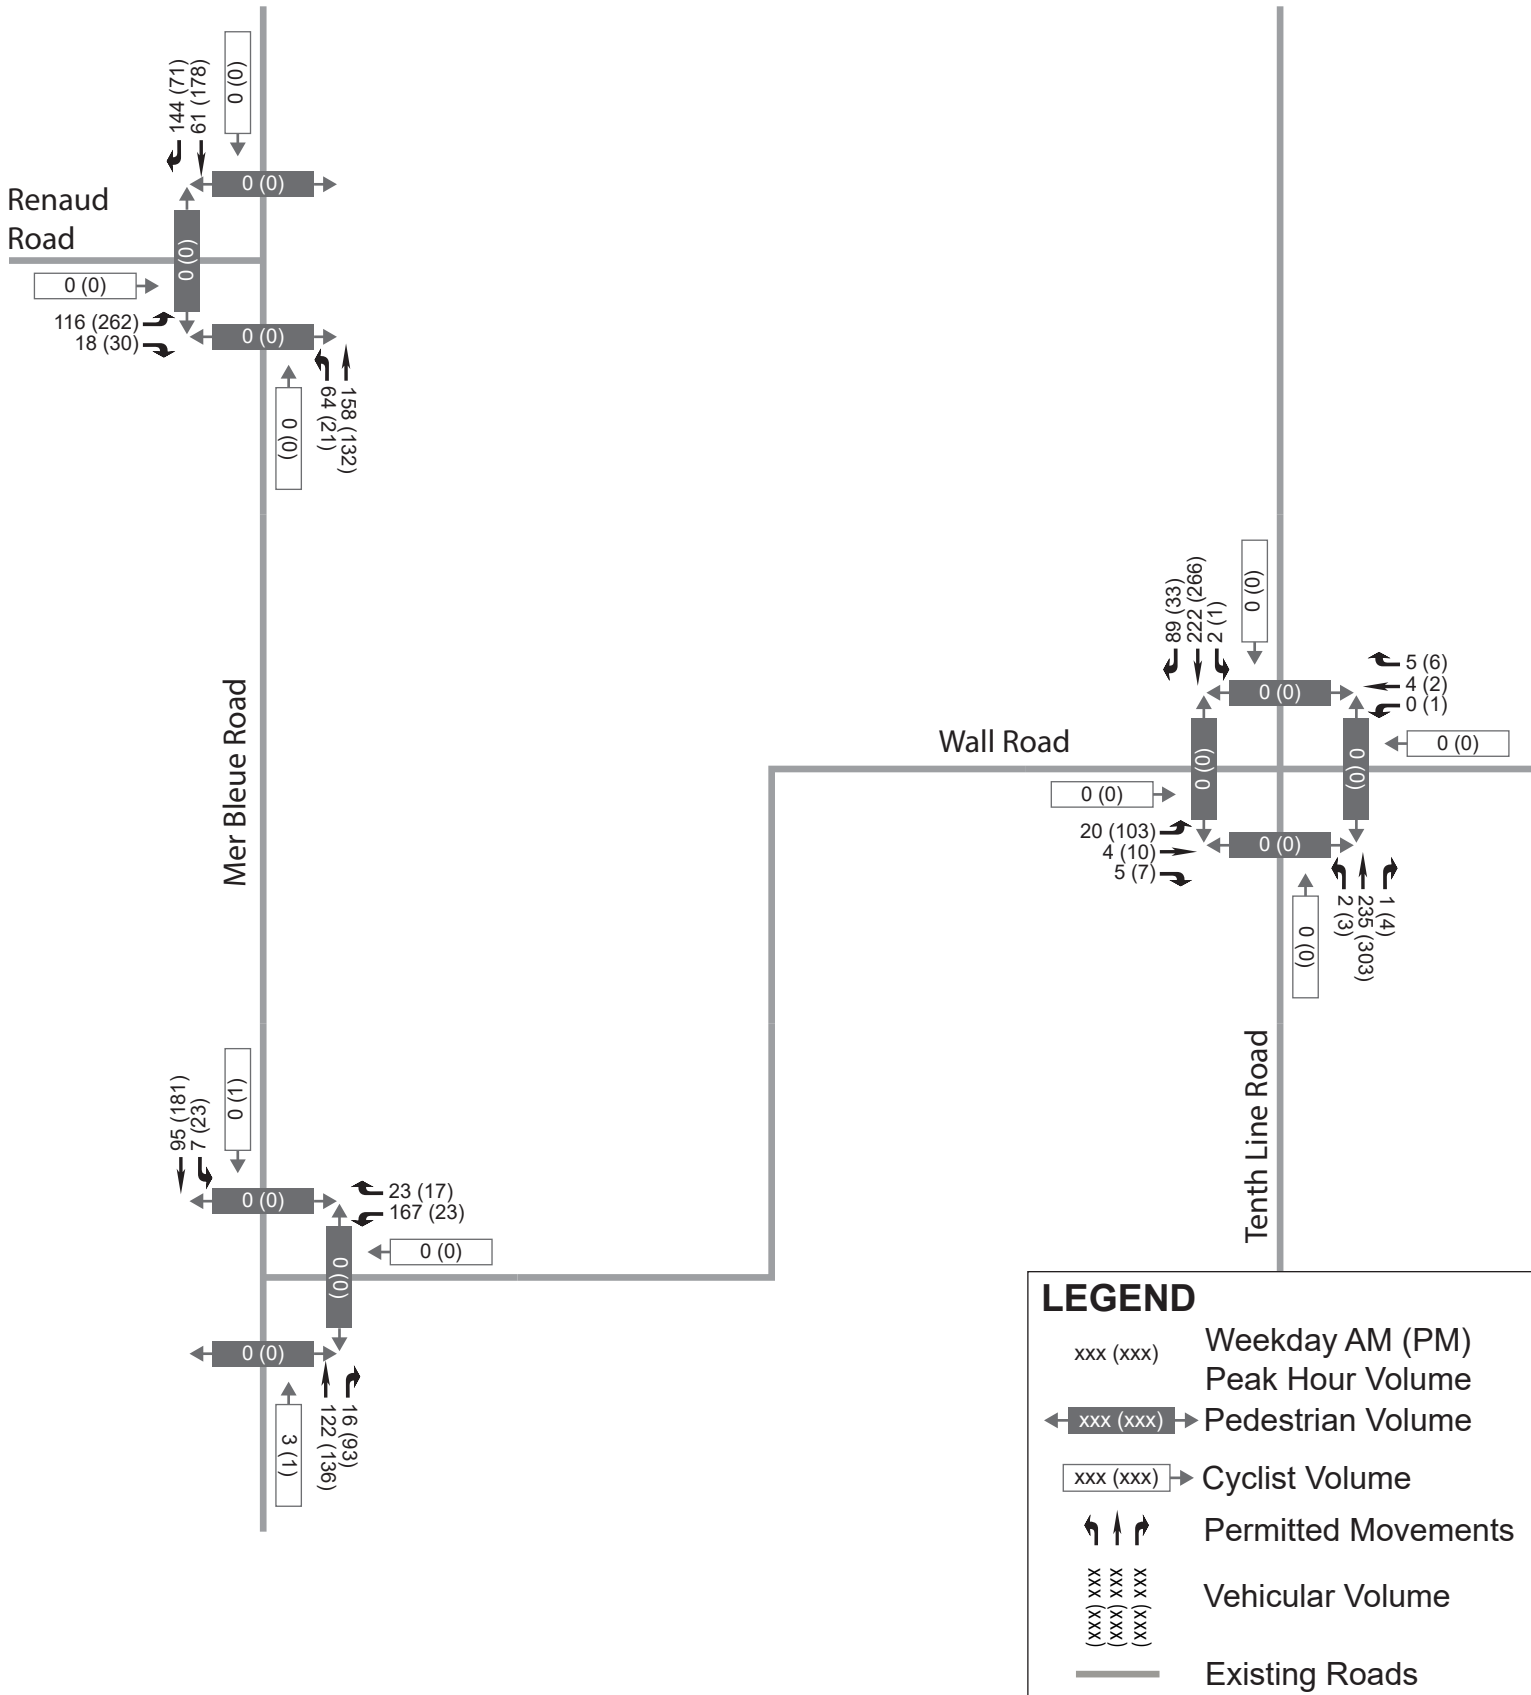 144 (71)
61 (178)
0 (0)
0 (0)
Renaud
Road
0 (0)
0 (0)
116 (262)
18 (30)
0 (0)
0 (0)
64 (21)
158 (132)
Mer Bleue Road
89 (33)
222 (266)
2 (1)
0 (0)
0 (0)
5 (6)
4 (2)
0 (1)
Wall Road
0 (0)
0 (0)
0 (0)
0 (0)
20 (103)
4 (10)
5 (7)
0 (0)
0 (0)
2 (3)
235 (303)
1 (4)
Tenth Line Road
95 (181)
7 (23)
0 (1)
0 (0)
23 (17)
167 (23)
0 (0)
0 (0)
0 (0)
3 (1)
122 (136)
16 (93)
LEGEND
xxx (xxx)
Weekday AM (PM)
Peak Hour Volume
xxx (xxx)
Pedestrian Volume
xxx (xxx)
Cyclist Volume
Permitted Movements
xxx (xxx)
xxx (xxx)
xxx (xxx)
Vehicular Volume
Existing Roads